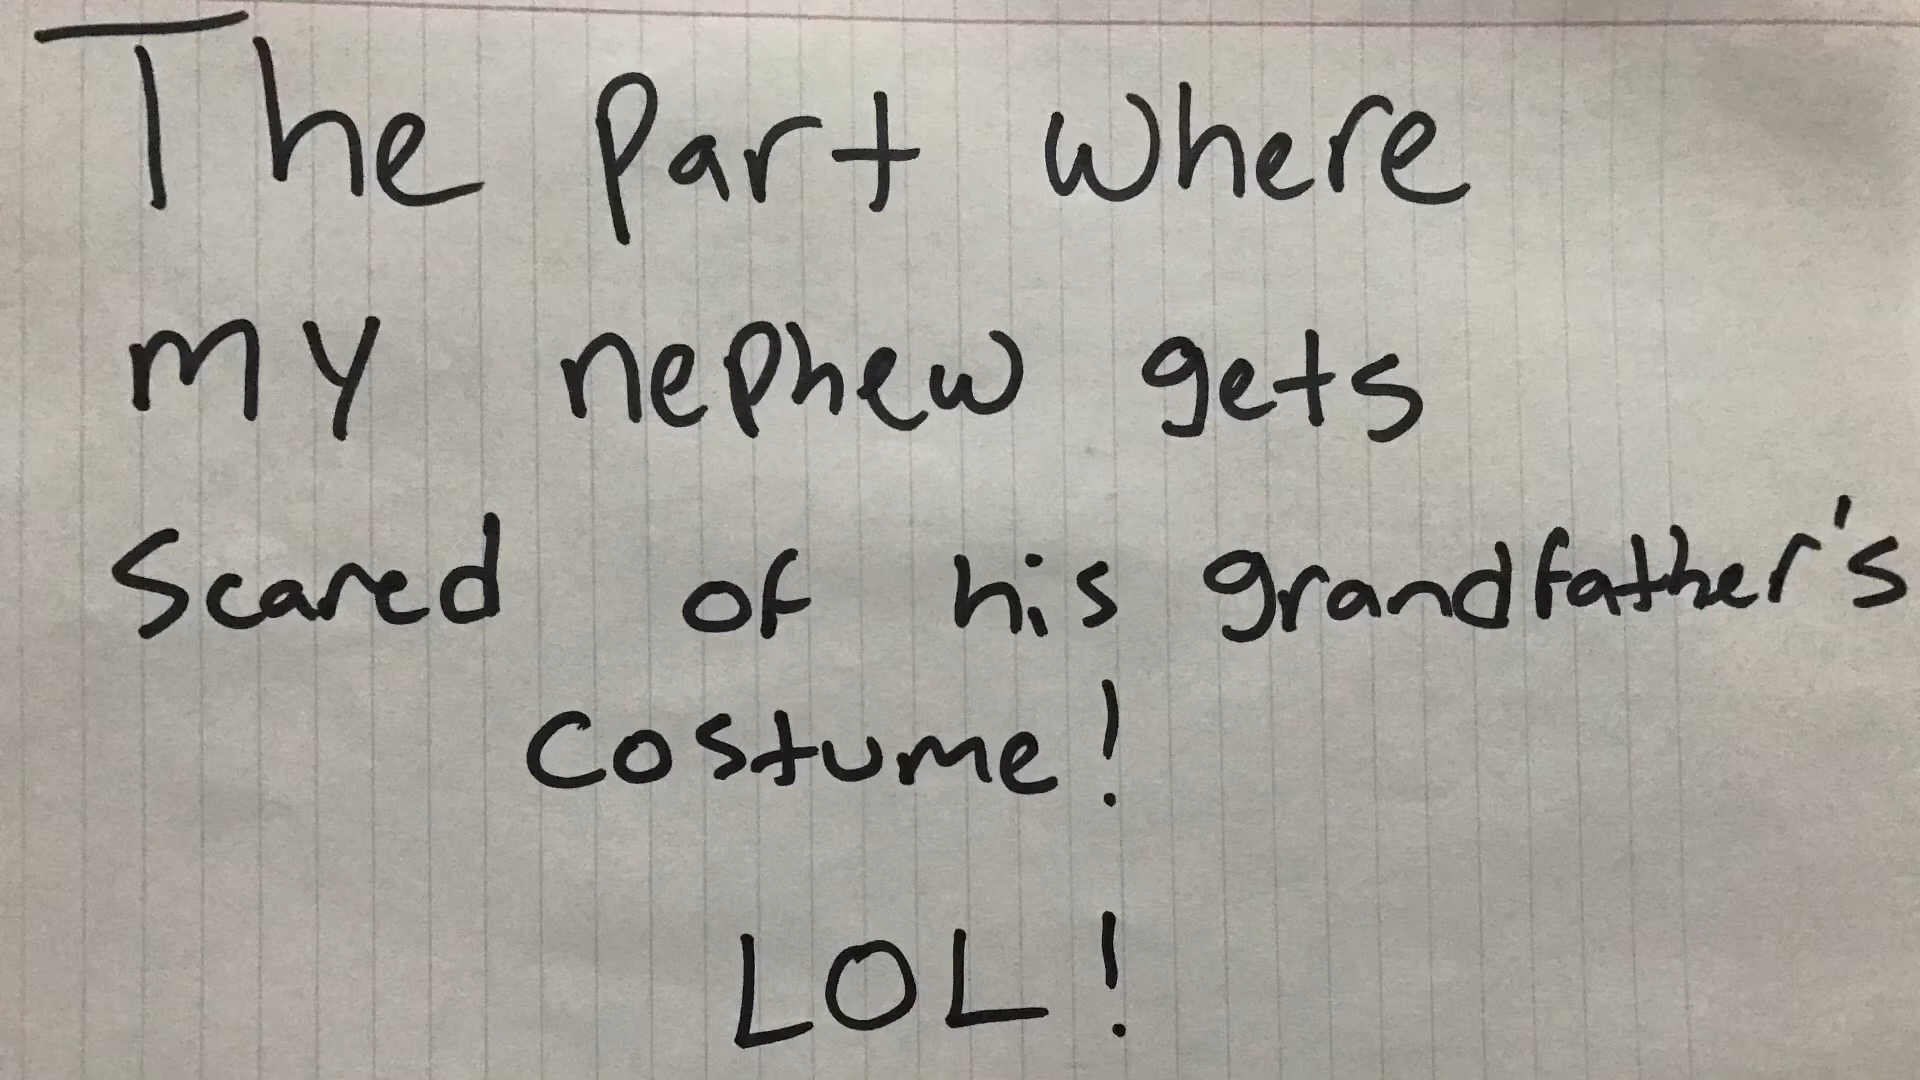 The part where
my nephew gets
scared of his grandfather's
costume!
LOL!